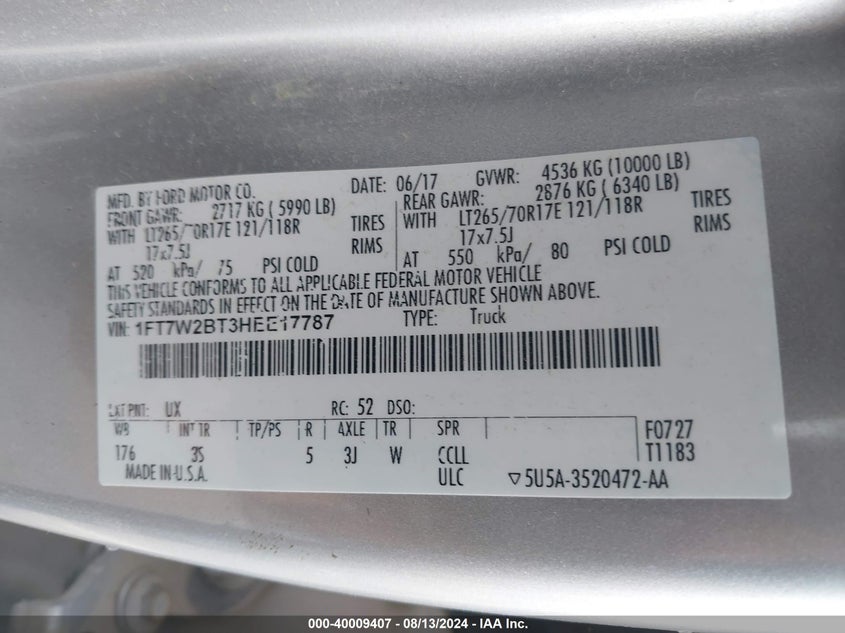 MFD. BY FORD MOTOR CO. DATE: 06/17 GVWR: 4536 KG (10000 LB)
FRONT GAWR: 2717 KG ( 5990 LB) REAR GAWR: 2876 KG ( 6340 LB)
WITH LT265/70R17E 121/118R TIRES WITH LT265/70R17E 121/118R TIRES
17x7.5J RIMS 17x7.5J RIMS
AT 520 kPa/ 75 PSI COLD AT 550 kPa/ 80 PSI COLD
THIS VEHICLE CONFORMS TO ALL APPLICABLE FEDERAL MOTOR VEHICLE
SAFETY STANDARDS IN EFFECT ON THE DATE OF MANUFACTURE SHOWN ABOVE.
VIN: 1FT7W2BT3HEE17787 TYPE: Truck
EXT PNT: UX RC: 52 DSO:
WB INT TR TP/PS R AXLE TR SPR F0727
176 3S 5 3J W CCLL T1183
MADE IN U.S.A. ULC ▽5U5A-3520472-AA
000-40009407 / 08/13/2024 - IAA Inc.